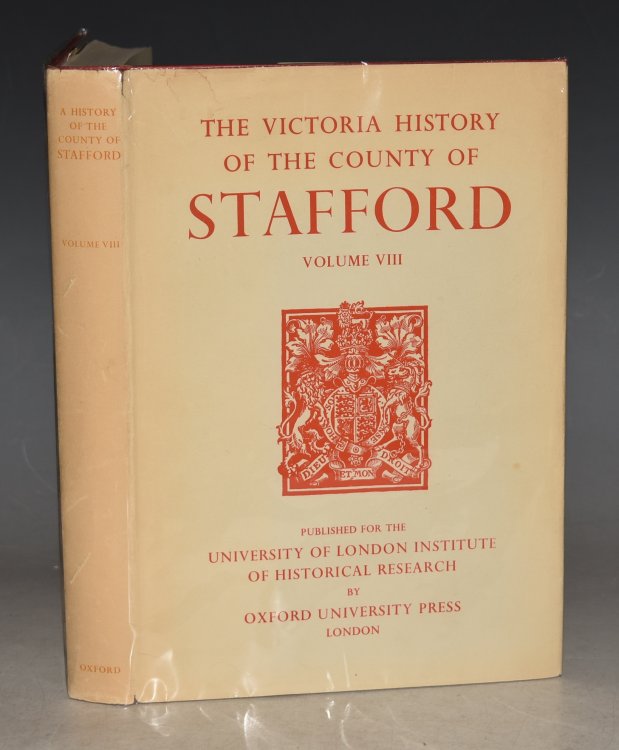 A HISTORY
OF THE
COUNTY OF
STAFFORD
VOLUME VIII
OXFORD
THE VICTORIA HISTORY
OF THE COUNTY OF
STAFFORD
VOLUME VIII
DIEU
ET MON
DROIT
PUBLISHED FOR THE
UNIVERSITY OF LONDON INSTITUTE
OF HISTORICAL RESEARCH
BY
OXFORD UNIVERSITY PRESS
LONDON